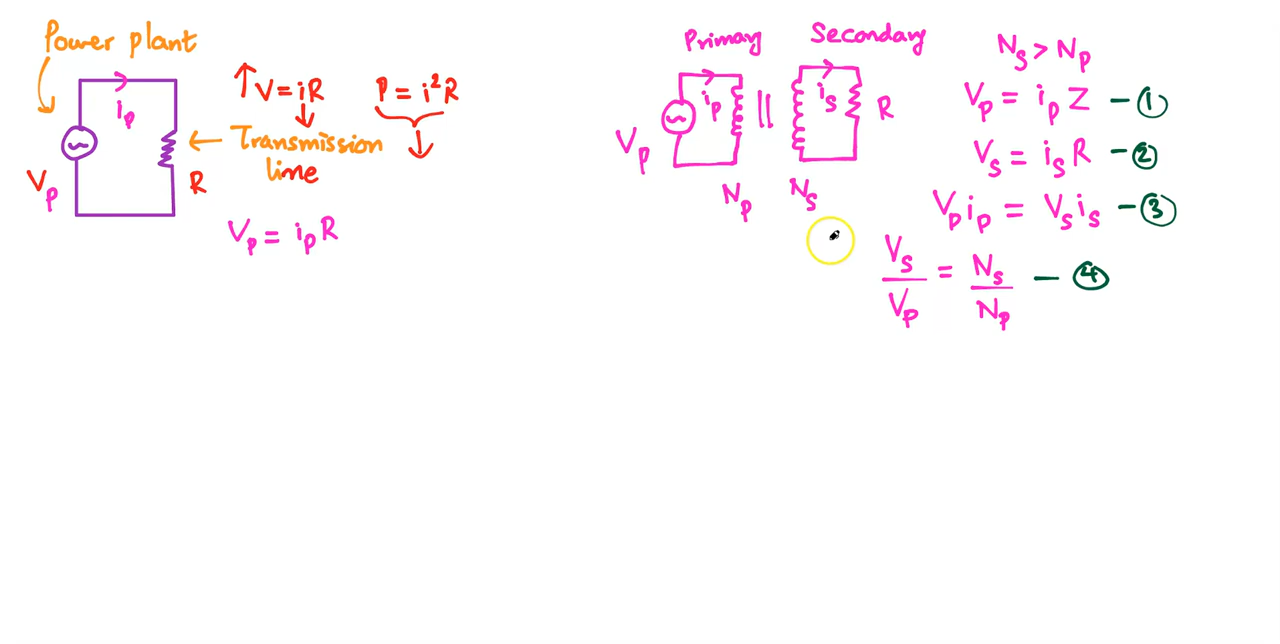 Power plant
i_p
V_p
R
↑V = iR
↓
P = i²R
↓
← Transmission
line
V_p = i_p R
Primary
Secondary
V_p
i_p
i_s
R
N_p
N_s
N_s > N_p
V_p = i_p Z — ①
V_s = i_s R — ②
V_p i_p = V_s i_s — ③
V_s / V_p = N_s / N_p — ④